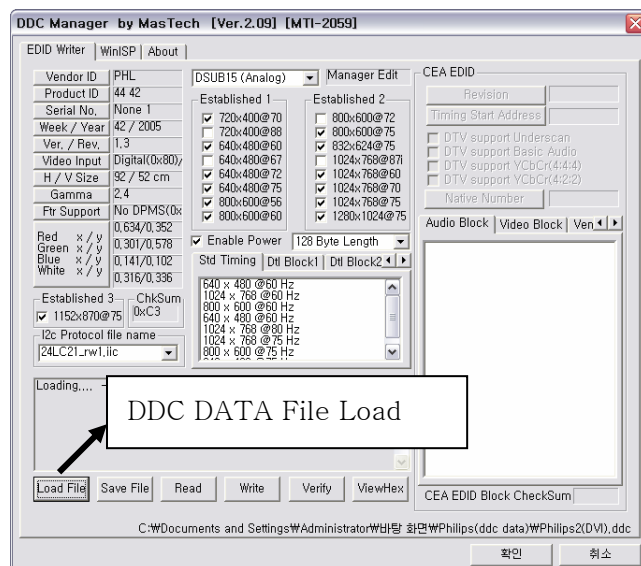 DDC Manager by MasTech [Ver.2.09] [MTI-2059]
EDID Writer WinISP About
Vendor ID PHL
Product ID 44 42
Serial No. None 1
Week / Year 42 / 2005
Ver. / Rev. 1.3
Video Input Digital(0x80)/
H / V Size 92 / 52 cm
Gamma 2.4
Ftr Support No DPMS(0x
Red x / y 0.634/0.352
Green x / y 0.301/0.578
Blue x / y 0.141/0.102
White x / y 0.316/0.336
Established 3
1152x870@75
ChkSum
0xC3
I2c Protocol file name
24LC21_rw1.iic
DSUB15 (Analog) Manager Edit
Established 1
720x400@70
720x400@88
640x480@60
640x480@67
640x480@72
640x480@75
800x600@56
800x600@60
Established 2
800x600@72
800x600@75
832x624@75
1024x768@87i
1024x768@60
1024x768@70
1024x768@75
1280x1024@75
Enable Power 128 Byte Length
Std Timing Dtl Block1 Dtl Block2
640 x 480 @60 Hz
1024 x 768 @60 Hz
800 x 600 @60 Hz
640 x 480 @60 Hz
1024 x 768 @80 Hz
1024 x 768 @75 Hz
800 x 600 @75 Hz
CEA EDID
Revision
Timing Start Address
DTV support Underscan
DTV support Basic Audio
DTV support YCbCr(4:4:4)
DTV support YCbCr(4:2:2)
Native Number
Audio Block Video Block Ven
CEA EDID Block CheckSum
Loading....
DDC DATA File Load
Load File Save File Read Write Verify ViewHex
C:₩Documents and Settings₩Administrator₩바탕 화면₩Philips(ddc data)₩Philips2(DVI).ddc
확인 취소